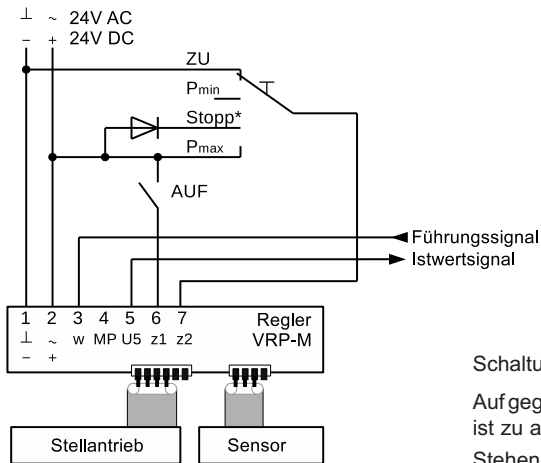 ⊥ ~ 24V AC
– + 24V DC
ZU
Pmin
Stopp*
Pmax
AUF
Führungssignal
Istwertsignal
1 2 3 4 5 6 7 Regler
⊥ ~ w MP U5 z1 z2 VRP-M
– +
Schaltu
Auf geg
ist zu a
Stehen
Stellantrieb Sensor